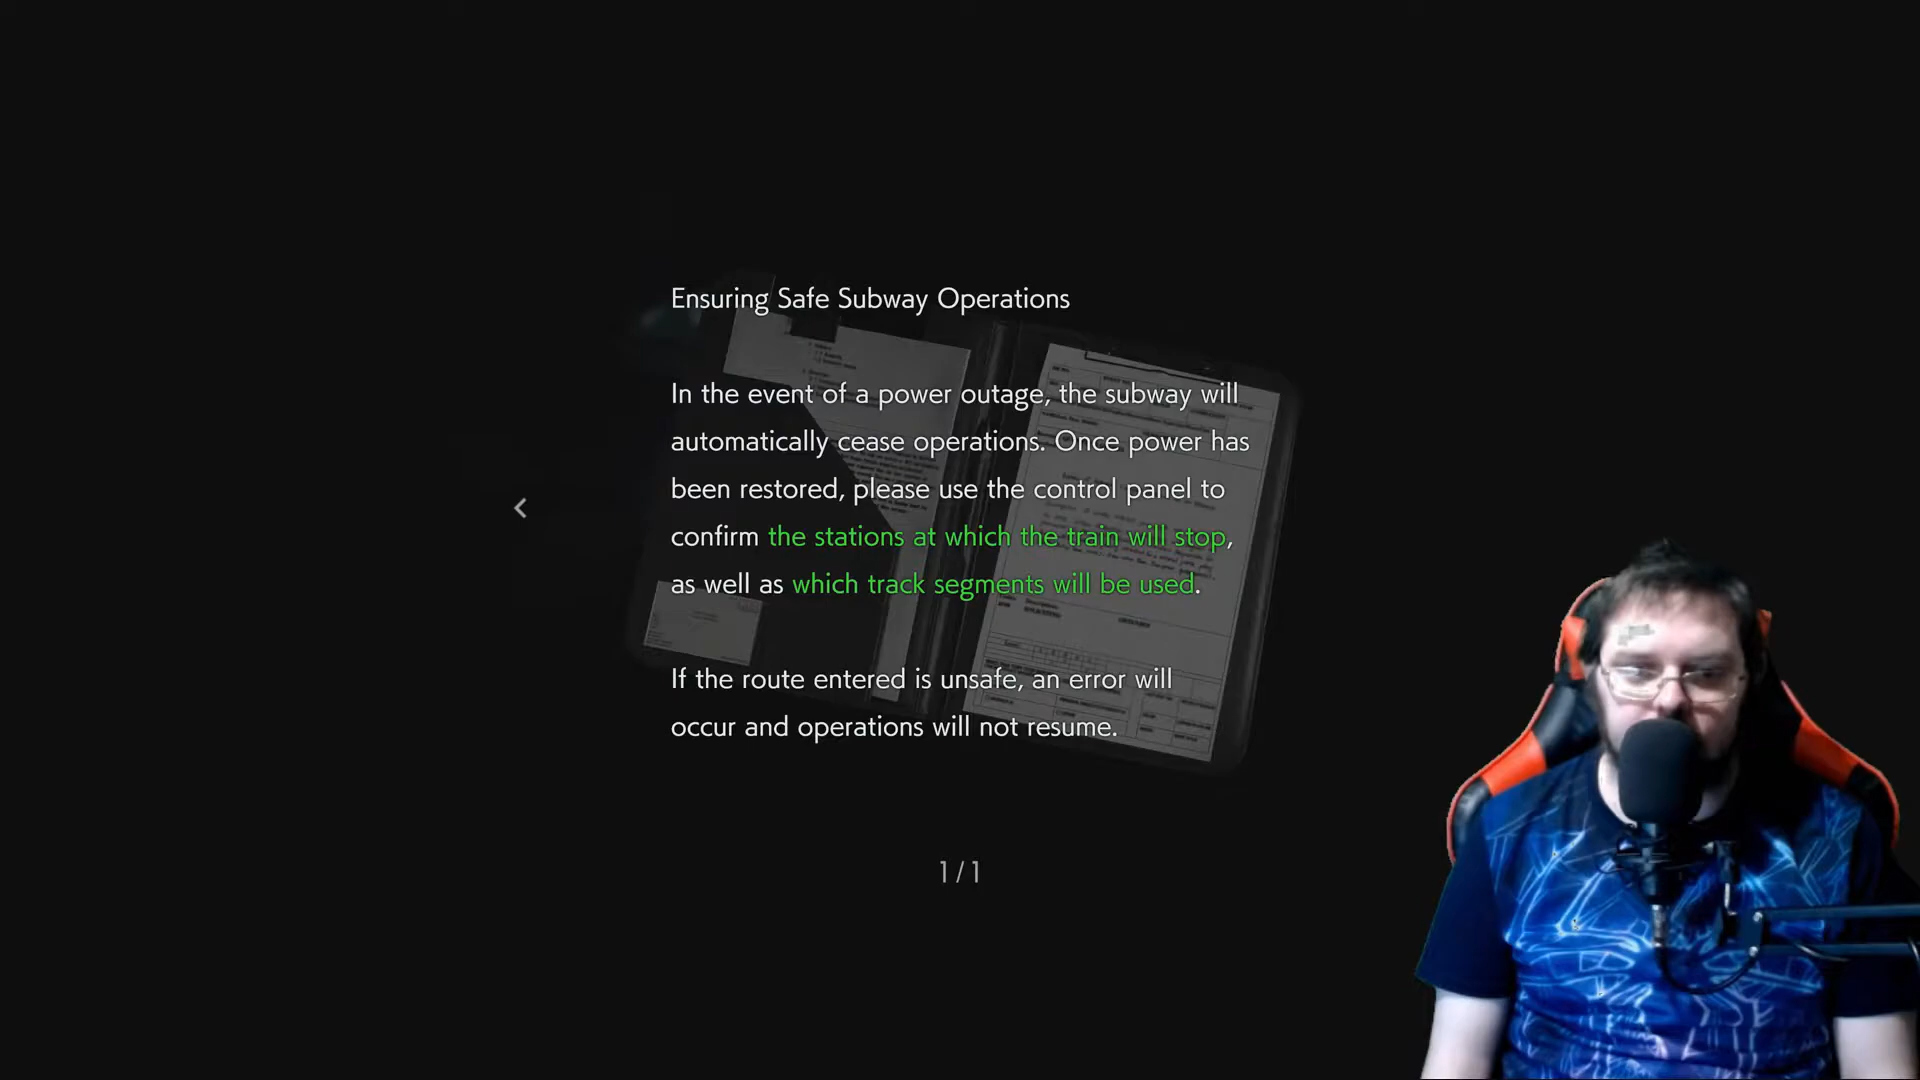 Ensuring Safe Subway Operations
In the event of a power outage, the subway will
automatically cease operations. Once power has
been restored, please use the control panel to
confirm the stations at which the train will stop,
as well as which track segments will be used.
If the route entered is unsafe, an error will
occur and operations will not resume.
1/1